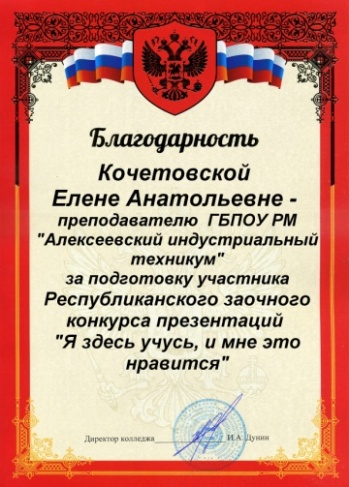 Благодарность
Кочетовской
Елене Анатольевне -
преподавателю ГБПОУ РМ
"Алексеевский индустриальный
техникум"
за подготовку участника
Республиканского заочного
конкурса презентаций
"Я здесь учусь, и мне это
нравится"
Директор колледжа И.А. Дунин